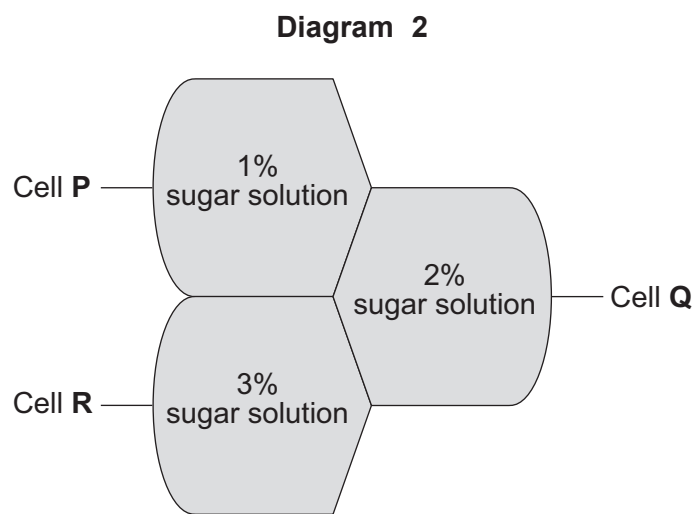 Diagram 2
1%
sugar solution
Cell P
2%
sugar solution
Cell Q
3%
sugar solution
Cell R